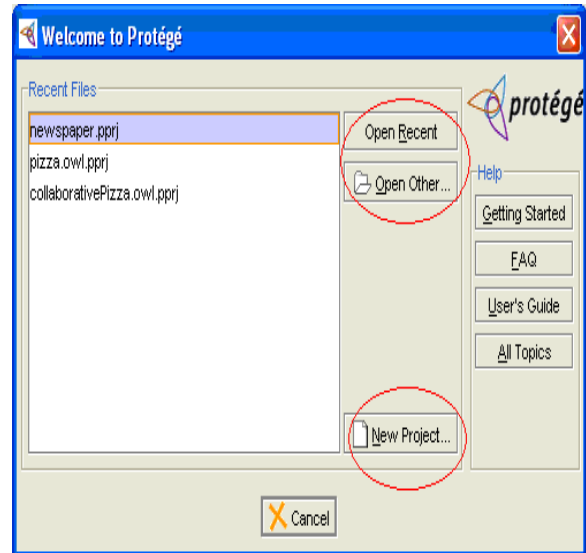 Welcome to Protégé
Recent Files
newspaper.pprj
pizza.owl.pprj
collaborativePizza.owl.pprj
Open Recent
Open Other...
New Project...
protégé
Help
Getting Started
FAQ
User's Guide
All Topics
Cancel